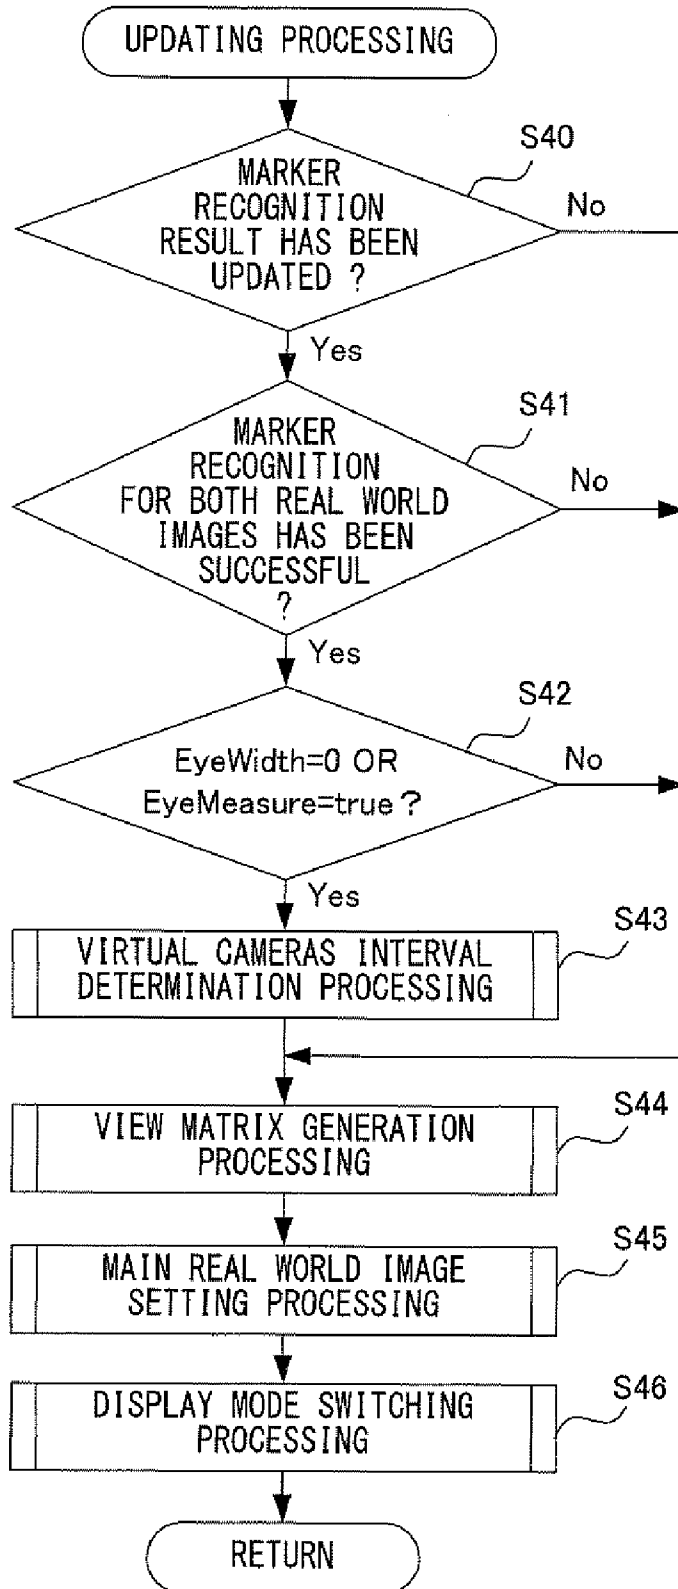 UPDATING PROCESSING
S40
MARKER
RECOGNITION
RESULT HAS BEEN
UPDATED ?
No
Yes
S41
MARKER
RECOGNITION
FOR BOTH REAL WORLD
IMAGES HAS BEEN
SUCCESSFUL
?
No
Yes
S42
EyeWidth=0 OR
EyeMeasure=true ?
No
Yes
S43
VIRTUAL CAMERAS INTERVAL
DETERMINATION PROCESSING
S44
VIEW MATRIX GENERATION
PROCESSING
S45
MAIN REAL WORLD IMAGE
SETTING PROCESSING
S46
DISPLAY MODE SWITCHING
PROCESSING
RETURN